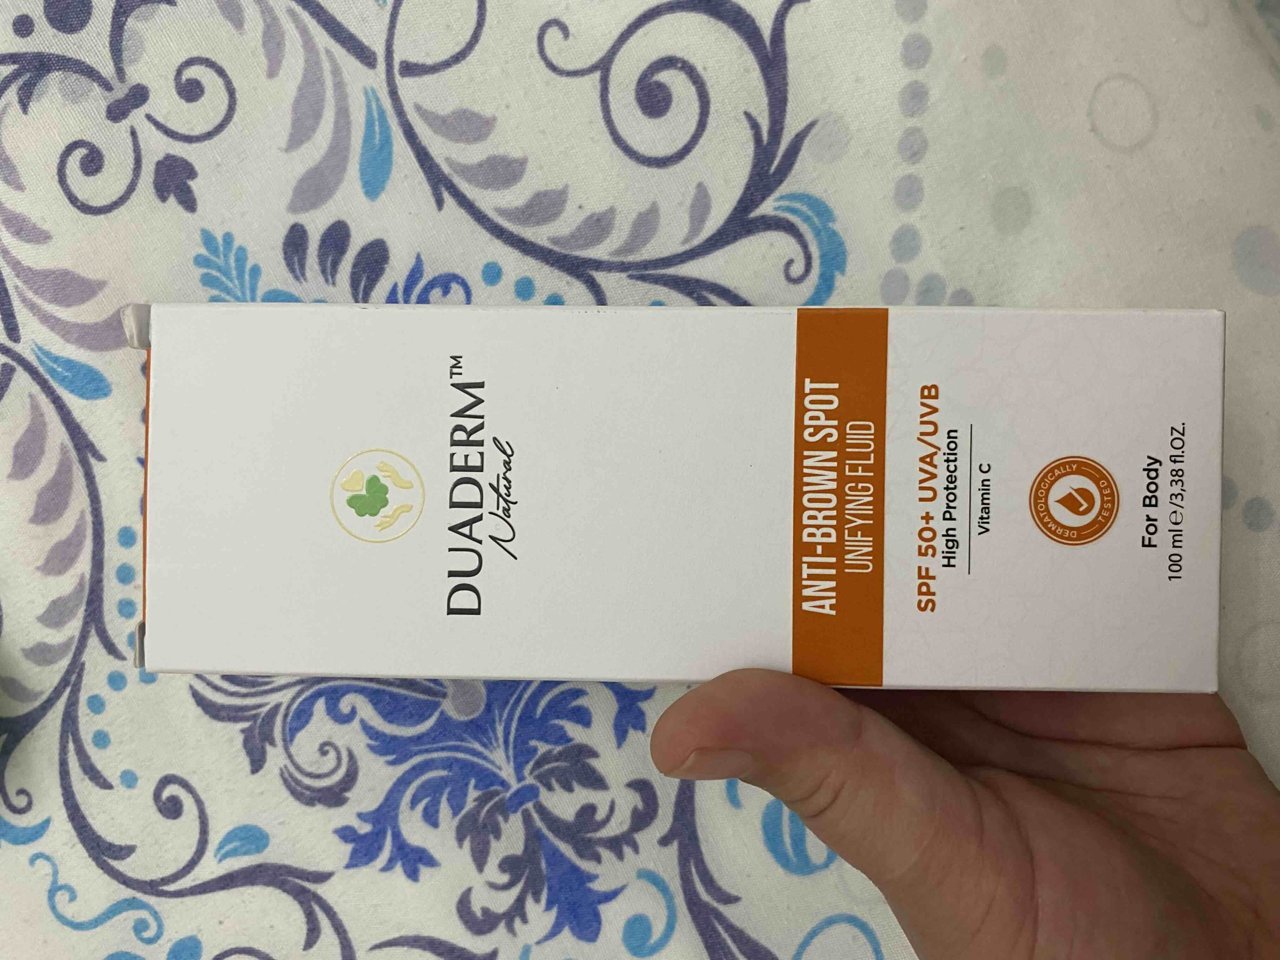 DUADERM™
Natural
ANTI-BROWN SPOT
UNIFYING FLUID
SPF 50+ UVA/UVB
High Protection
Vitamin C
DERMATOLOGICALLY
TESTED
For Body
100 ml ℮/3,38 fl.OZ.